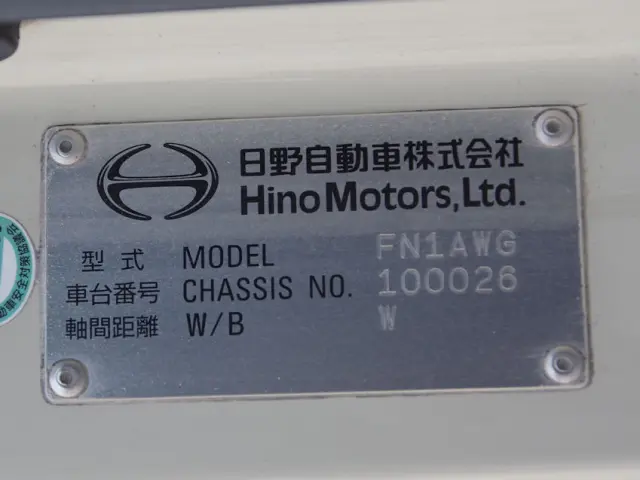 日野自動車株式会社
Hino Motors, Ltd.
型式 MODEL FN1AWG
車台番号 CHASSIS NO. 100026
軸間距離 W/B W